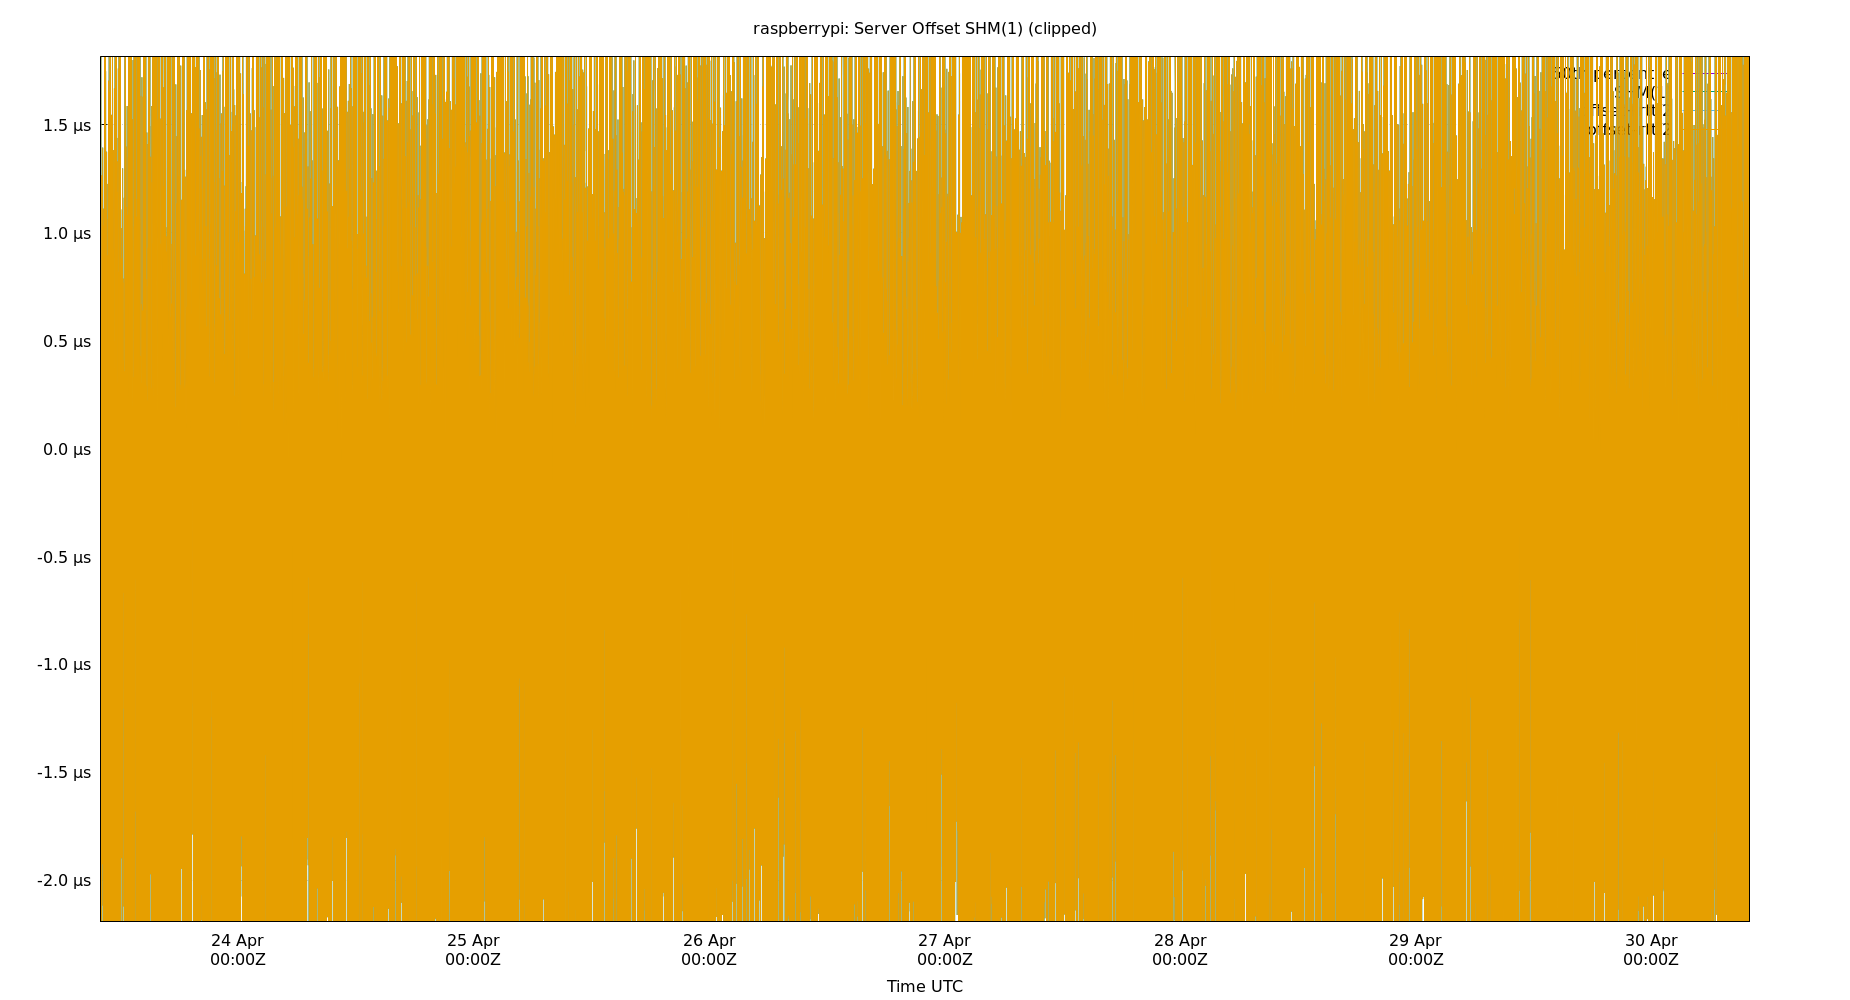 raspberrypi: Server Offset SHM(1) (clipped)
1.5 µs
1.0 µs
0.5 µs
0.0 µs
-0.5 µs
-1.0 µs
-1.5 µs
-2.0 µs
24 Apr
00:00Z
25 Apr
00:00Z
26 Apr
00:00Z
27 Apr
00:00Z
28 Apr
00:00Z
29 Apr
00:00Z
30 Apr
00:00Z
Time UTC